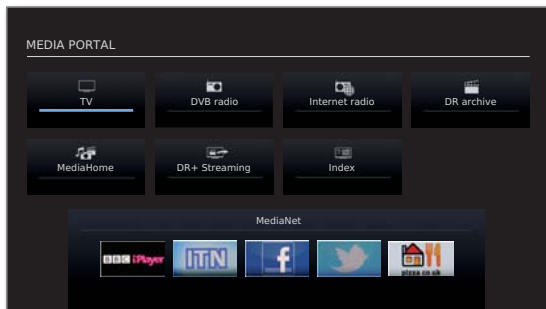 MEDIA PORTAL
TV
DVB radio
Internet radio
DR archive
MediaHome
DR+ Streaming
Index
MediaNet
BBC iPlayer
ITN
f
pizza co uk